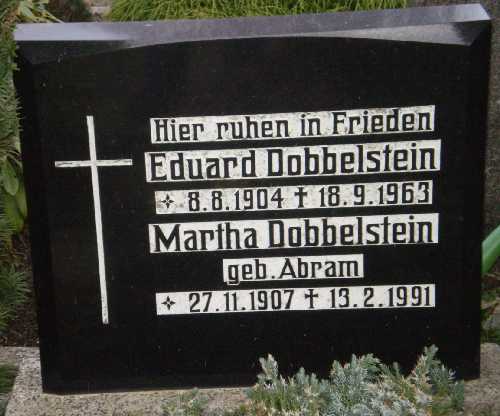 Hier ruhen in Frieden
Eduard Dobbelstein
✦ 8.8.1904 ✝ 18.9.1963
Martha Dobbelstein
geb. Abram
✦ 27.11.1907 ✝ 13.2.1991